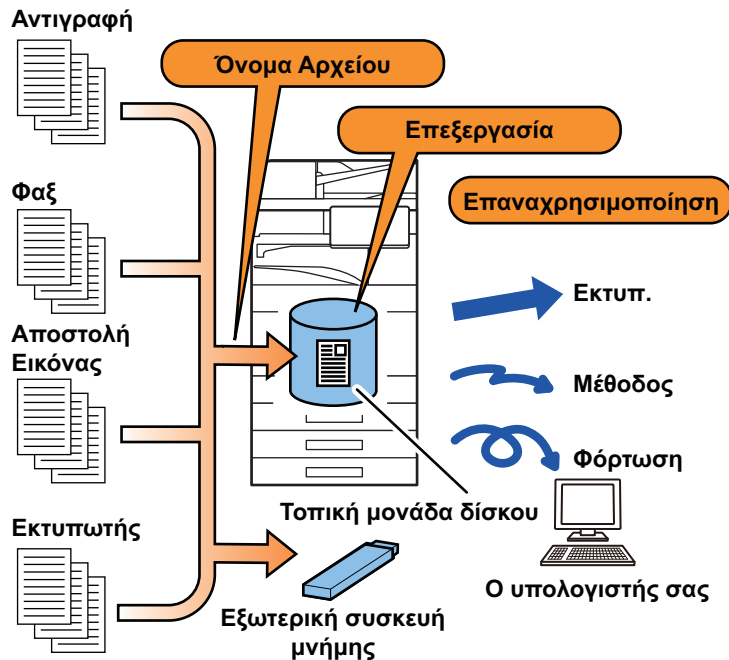 Αντιγραφή
Όνομα Αρχείου
Επεξεργασία
Φαξ
Επαναχρησιμοποίηση
Εκτυπ.
Αποστολή
Εικόνας
Μέθοδος
Φόρτωση
Τοπική μονάδα δίσκου
Εκτυπωτής
Ο υπολογιστής σας
Εξωτερική συσκευή
μνήμης